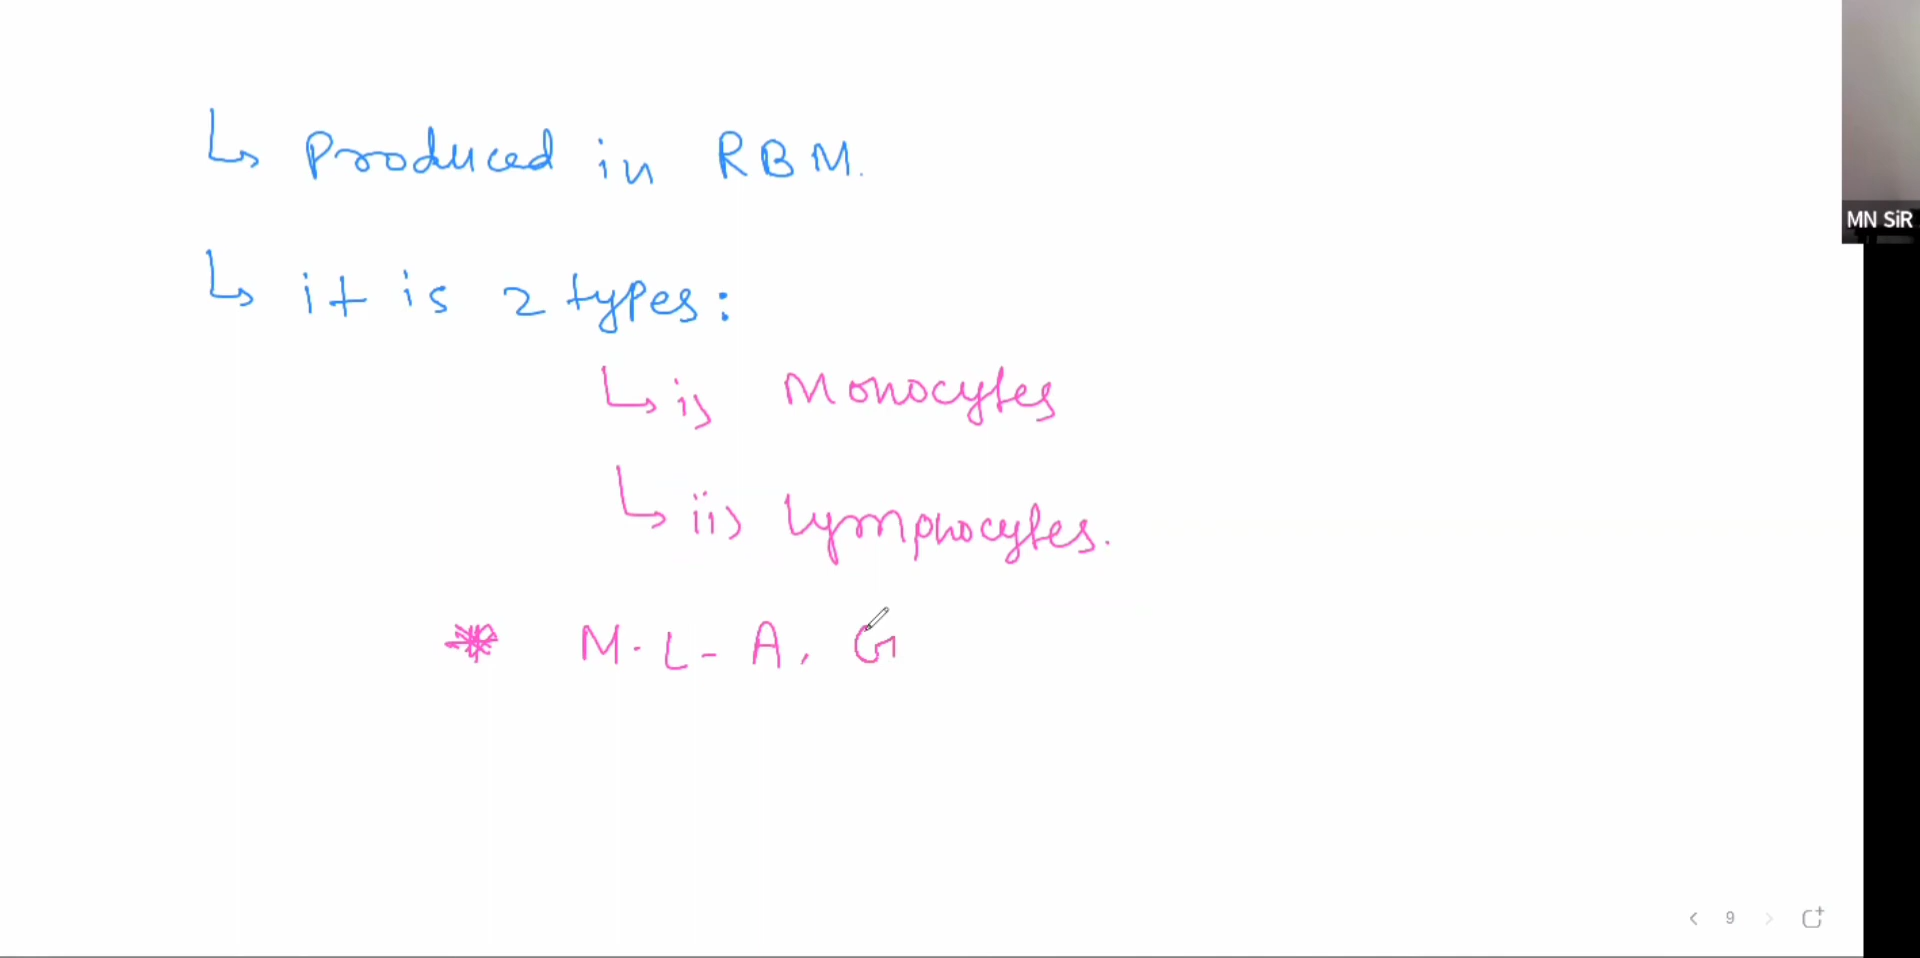 ↳ Produced in RBM.
↳ it is 2 types:
↳ i) Monocytes
↳ ii) Lymphocytes.
* M.L-A, G
MN SiR
9